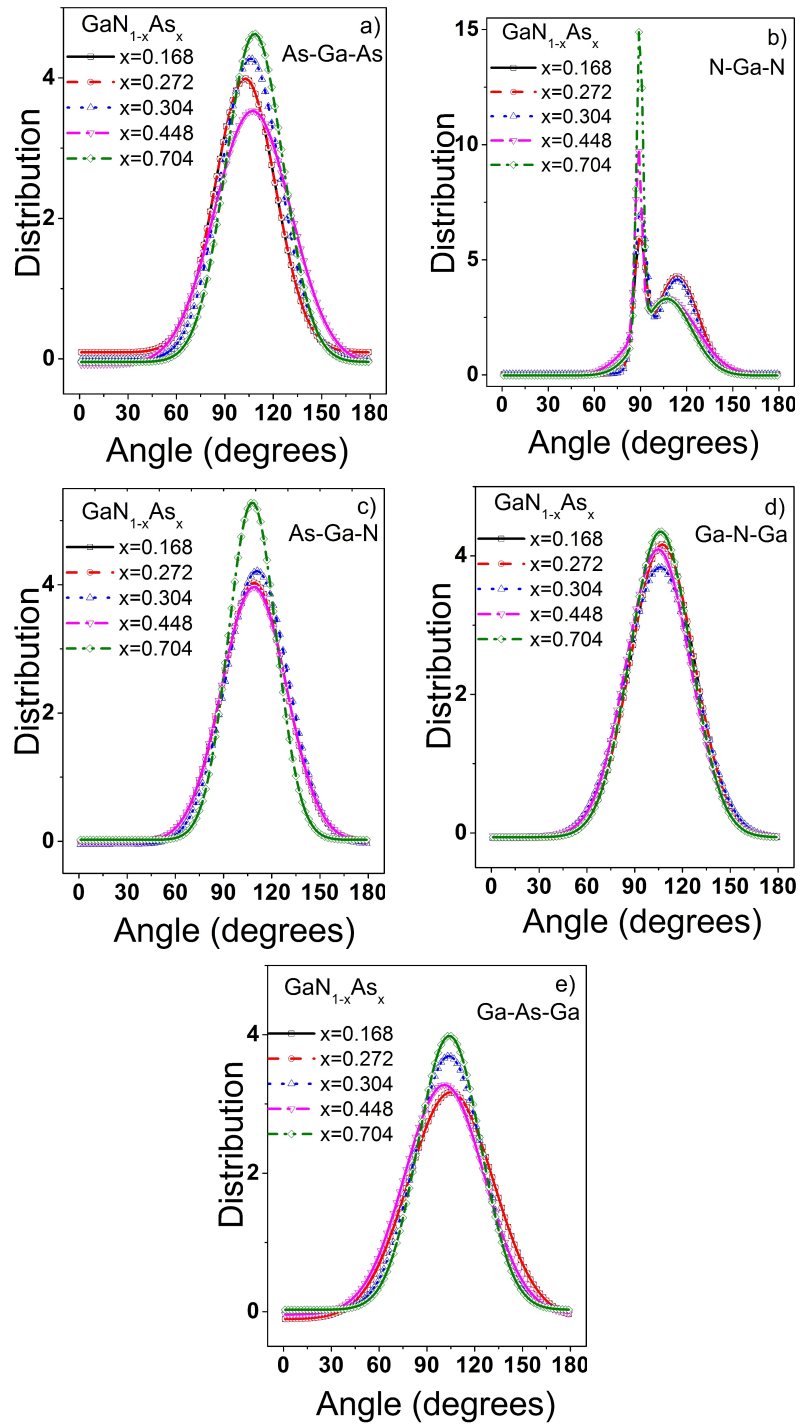 a)
GaN1-xAsx
As-Ga-As
x=0.168
x=0.272
x=0.304
x=0.448
x=0.704
4
2
0
Distribution
0 30 60 90 120 150 180
Angle (degrees)
b)
GaN1-xAsx
N-Ga-N
x=0.168
x=0.272
x=0.304
x=0.448
x=0.704
15
10
5
0
Distribution
0 30 60 90 120 150 180
Angle (degrees)
c)
GaN1-xAsx
As-Ga-N
x=0.168
x=0.272
x=0.304
x=0.448
x=0.704
4
2
0
Distribution
0 30 60 90 120 150 180
Angle (degrees)
d)
GaN1-xAsx
Ga-N-Ga
x=0.168
x=0.272
x=0.304
x=0.448
x=0.704
4
2
0
Distribution
0 30 60 90 120 150 180
Angle (degrees)
e)
GaN1-xAsx
Ga-As-Ga
x=0.168
x=0.272
x=0.304
x=0.448
x=0.704
4
2
0
Distribution
0 30 60 90 120 150 180
Angle (degrees)